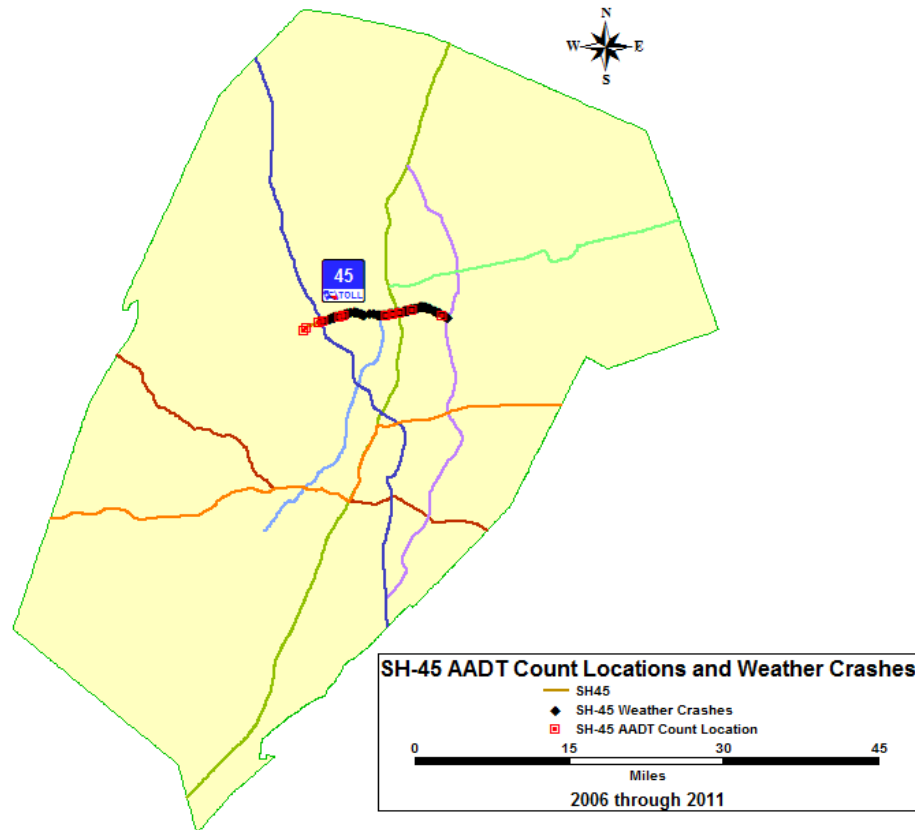 N
W E
S
45
TOLL
SH-45 AADT Count Locations and Weather Crashes
SH45
SH-45 Weather Crashes
SH-45 AADT Count Location
0 15 30 45
Miles
2006 through 2011